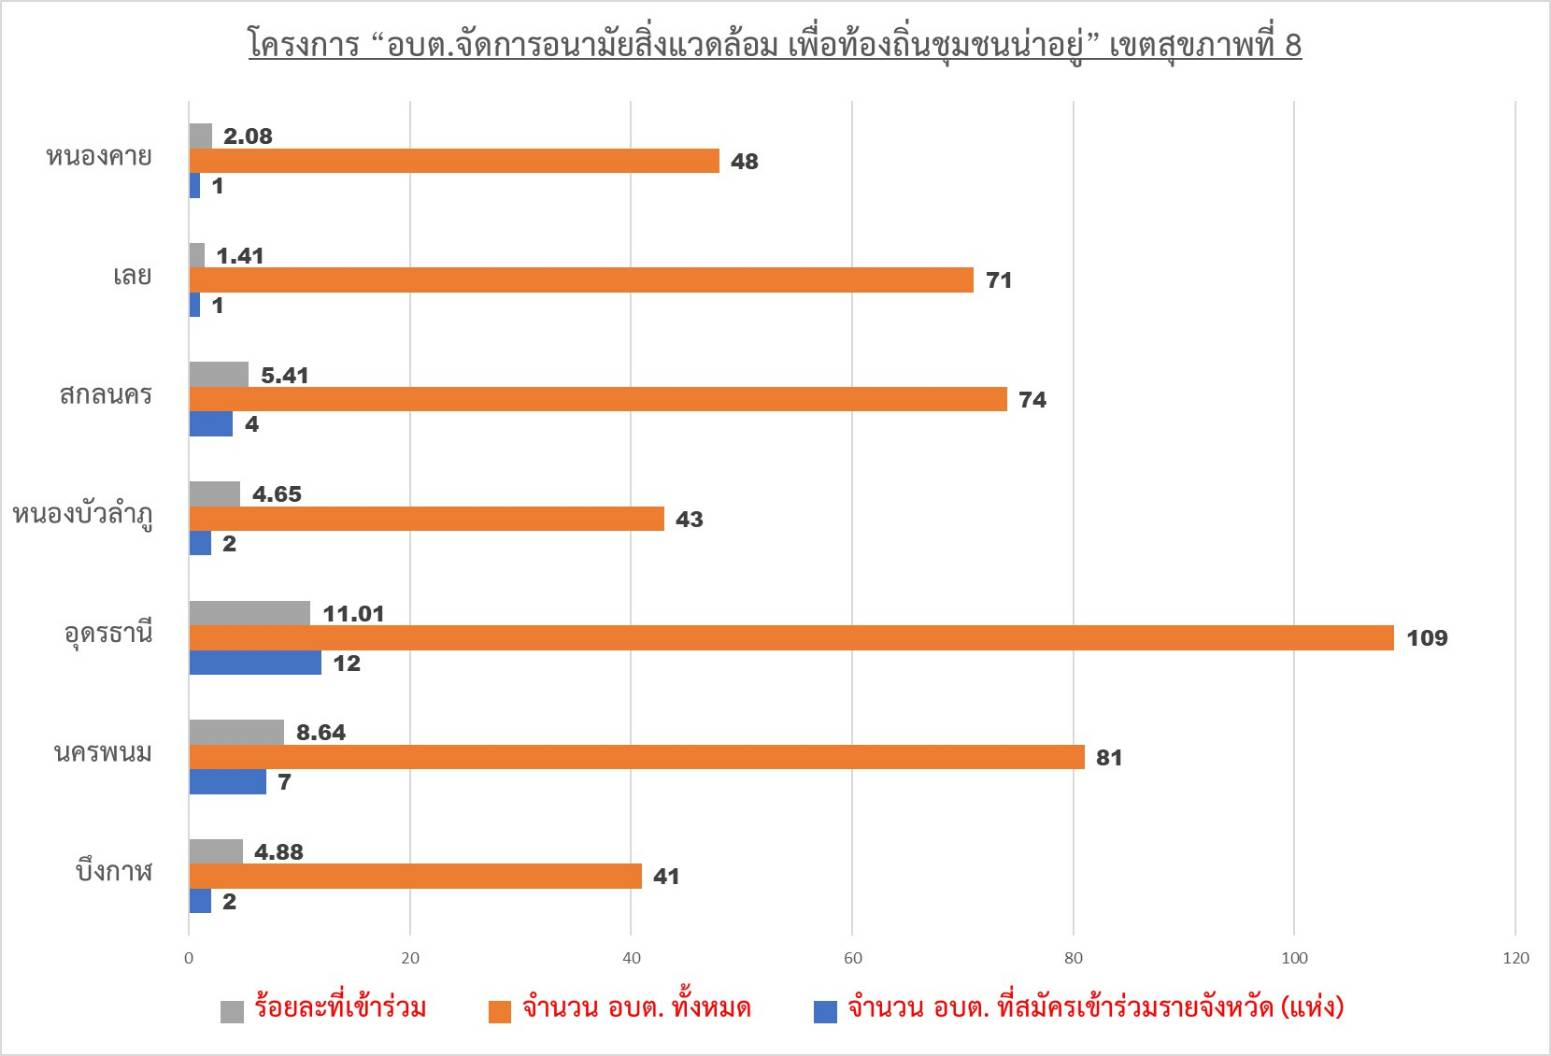 โครงการ “อบต.จัดการอนามัยสิ่งแวดล้อม เพื่อท้องถิ่นชุมชนน่าอยู่” เขตสุขภาพที่ 8
หนองคาย
2.08
48
1
เลย
1.41
71
1
สกลนคร
5.41
74
4
หนองบัวลำภู
4.65
43
2
อุดรธานี
11.01
109
12
นครพนม
8.64
81
7
บึงกาฬ
4.88
41
2
0 20 40 60 80 100 120
ร้อยละที่เข้าร่วม จำนวน อบต. ทั้งหมด จำนวน อบต. ที่สมัครเข้าร่วมรายจังหวัด (แห่ง)